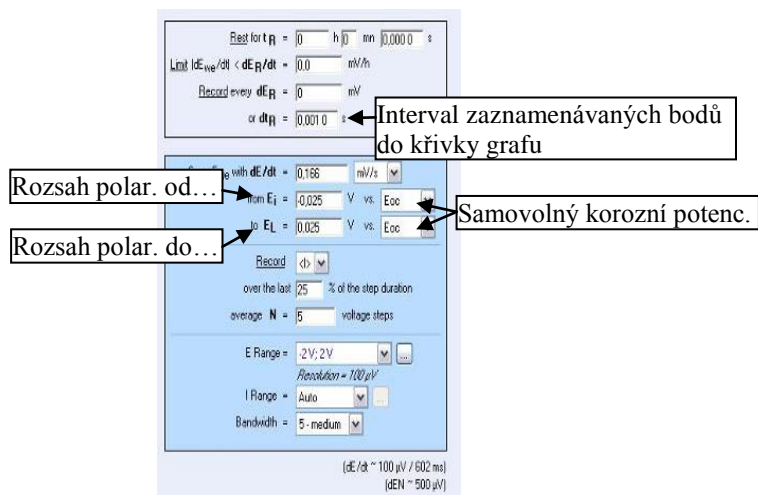 Rest for tR = 0 h 0 mn 0,000 0 s
Limit |dEwe/dt| < dER/dt = 0,0 mV/h
Record every dER = 0 mV
or dtR = 0,001 0 s
Interval zaznamenávaných bodů
do křivky grafu
with dE/dt = 0,166 mV/s
from Ei = -0,025 V vs. Eoc
to EL = 0,025 V vs. Eoc
Rozsah polar. od…
Rozsah polar. do…
Samovolný korozní potenc.
Record <I>
over the last 25 % of the step duration
average N = 5 voltage steps
E Range = -2 V; 2 V ...
Resolution = 100 µV
I Range = Auto ...
Bandwidth = 5 - medium
(dE/dt ~ 100 µV / 602 ms)
(dEN ~ 500 µV)